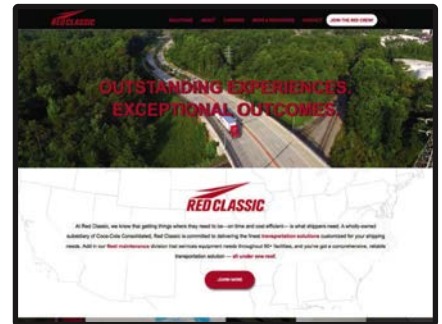 RED CLASSIC
SOLUTIONS ABOUT CAREERS NEWS & RESOURCES CONTACT JOIN THE RED CREW!
OUTSTANDING EXPERIENCES.
EXCEPTIONAL OUTCOMES.
RED CLASSIC
At Red Classic, we know that getting things where they need to be—on time and cost efficient—is what shippers need. A wholly owned
subsidiary of Coca-Cola Consolidated, Red Classic is committed to delivering the finest transportation solutions customized for your shipping
needs. Add in our fleet maintenance division that services equipment needs throughout 90+ facilities, and you've got a comprehensive, reliable
transportation solution — all under one roof.
LEARN MORE